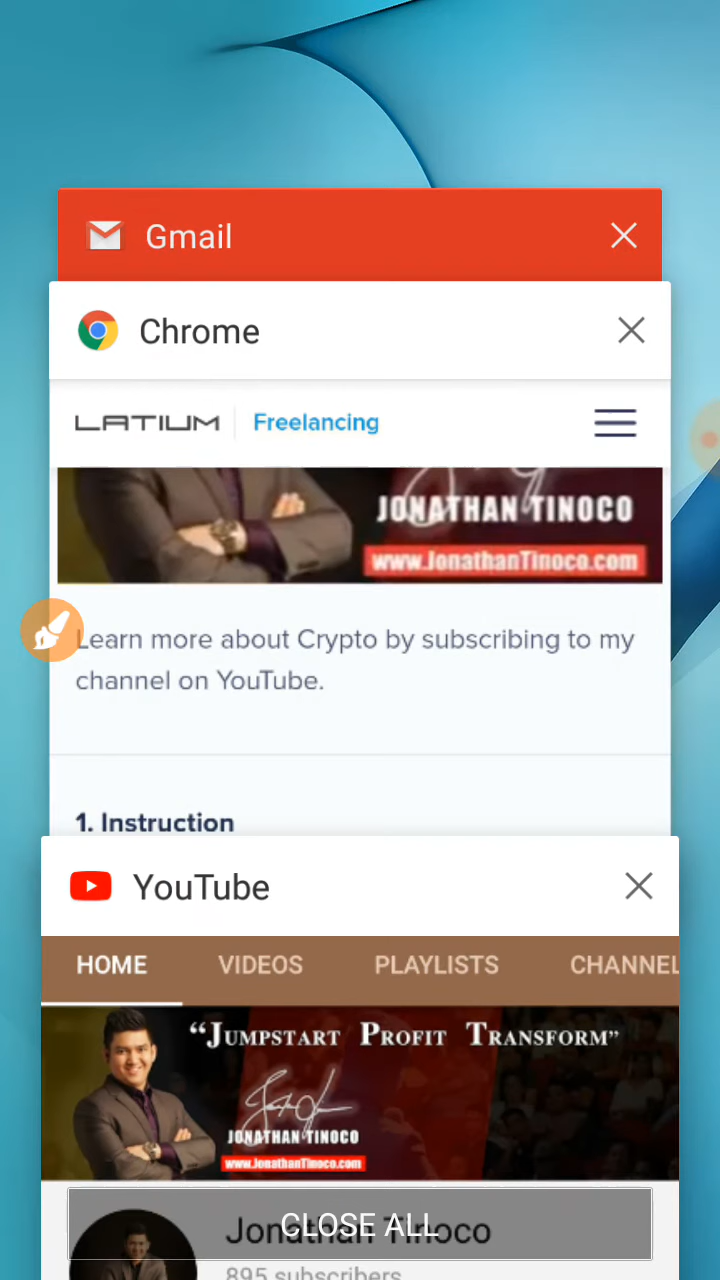 Gmail
Chrome
LATIUM Freelancing
JONATHAN TINOCO
www.JonathanTinoco.com
Learn more about Crypto by subscribing to my
channel on YouTube.
1. Instruction
YouTube
HOME VIDEOS PLAYLISTS CHANNEL
“JUMPSTART PROFIT TRANSFORM”
JONATHAN TINOCO
www.JonathanTinoco.com
Jonathan Tinoco
CLOSE ALL
895 subscribers